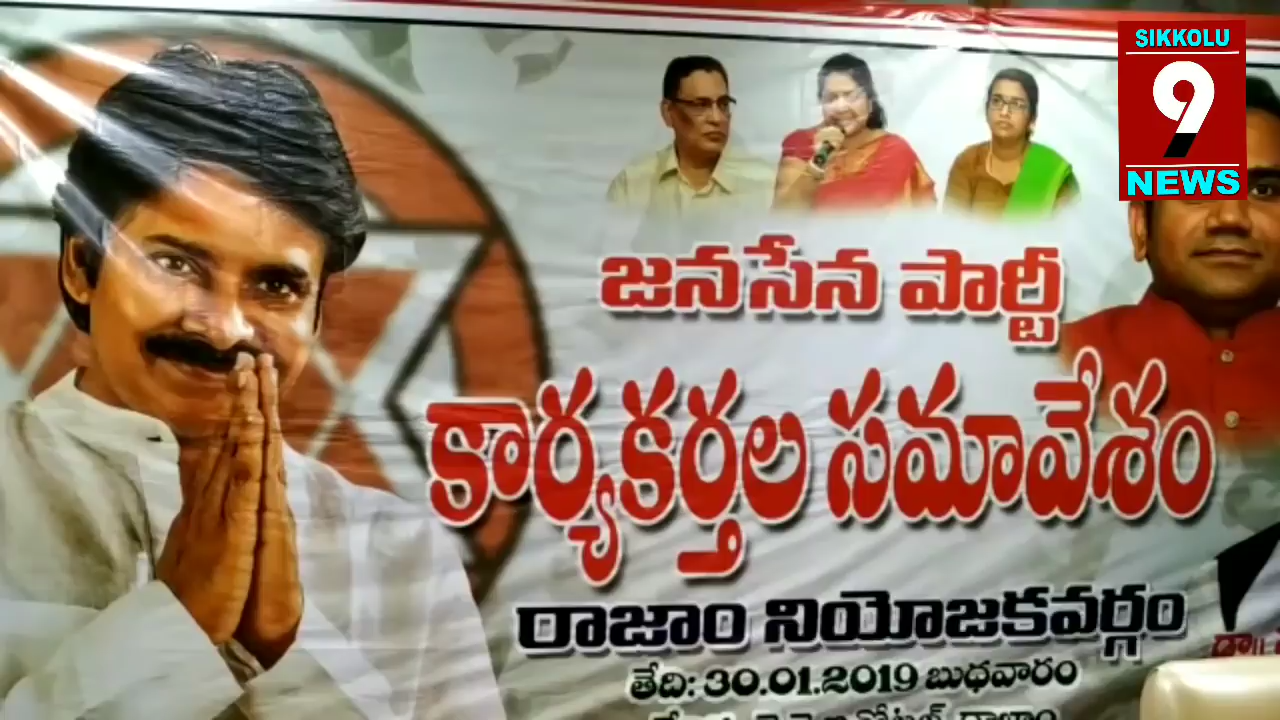 SIKKOLU
9
NEWS
జనసేన పార్టీ
కార్యకర్తల సమావేశం
రాజాం నియోజకవర్గం
తేది: 30.01.2019 బుధవారం